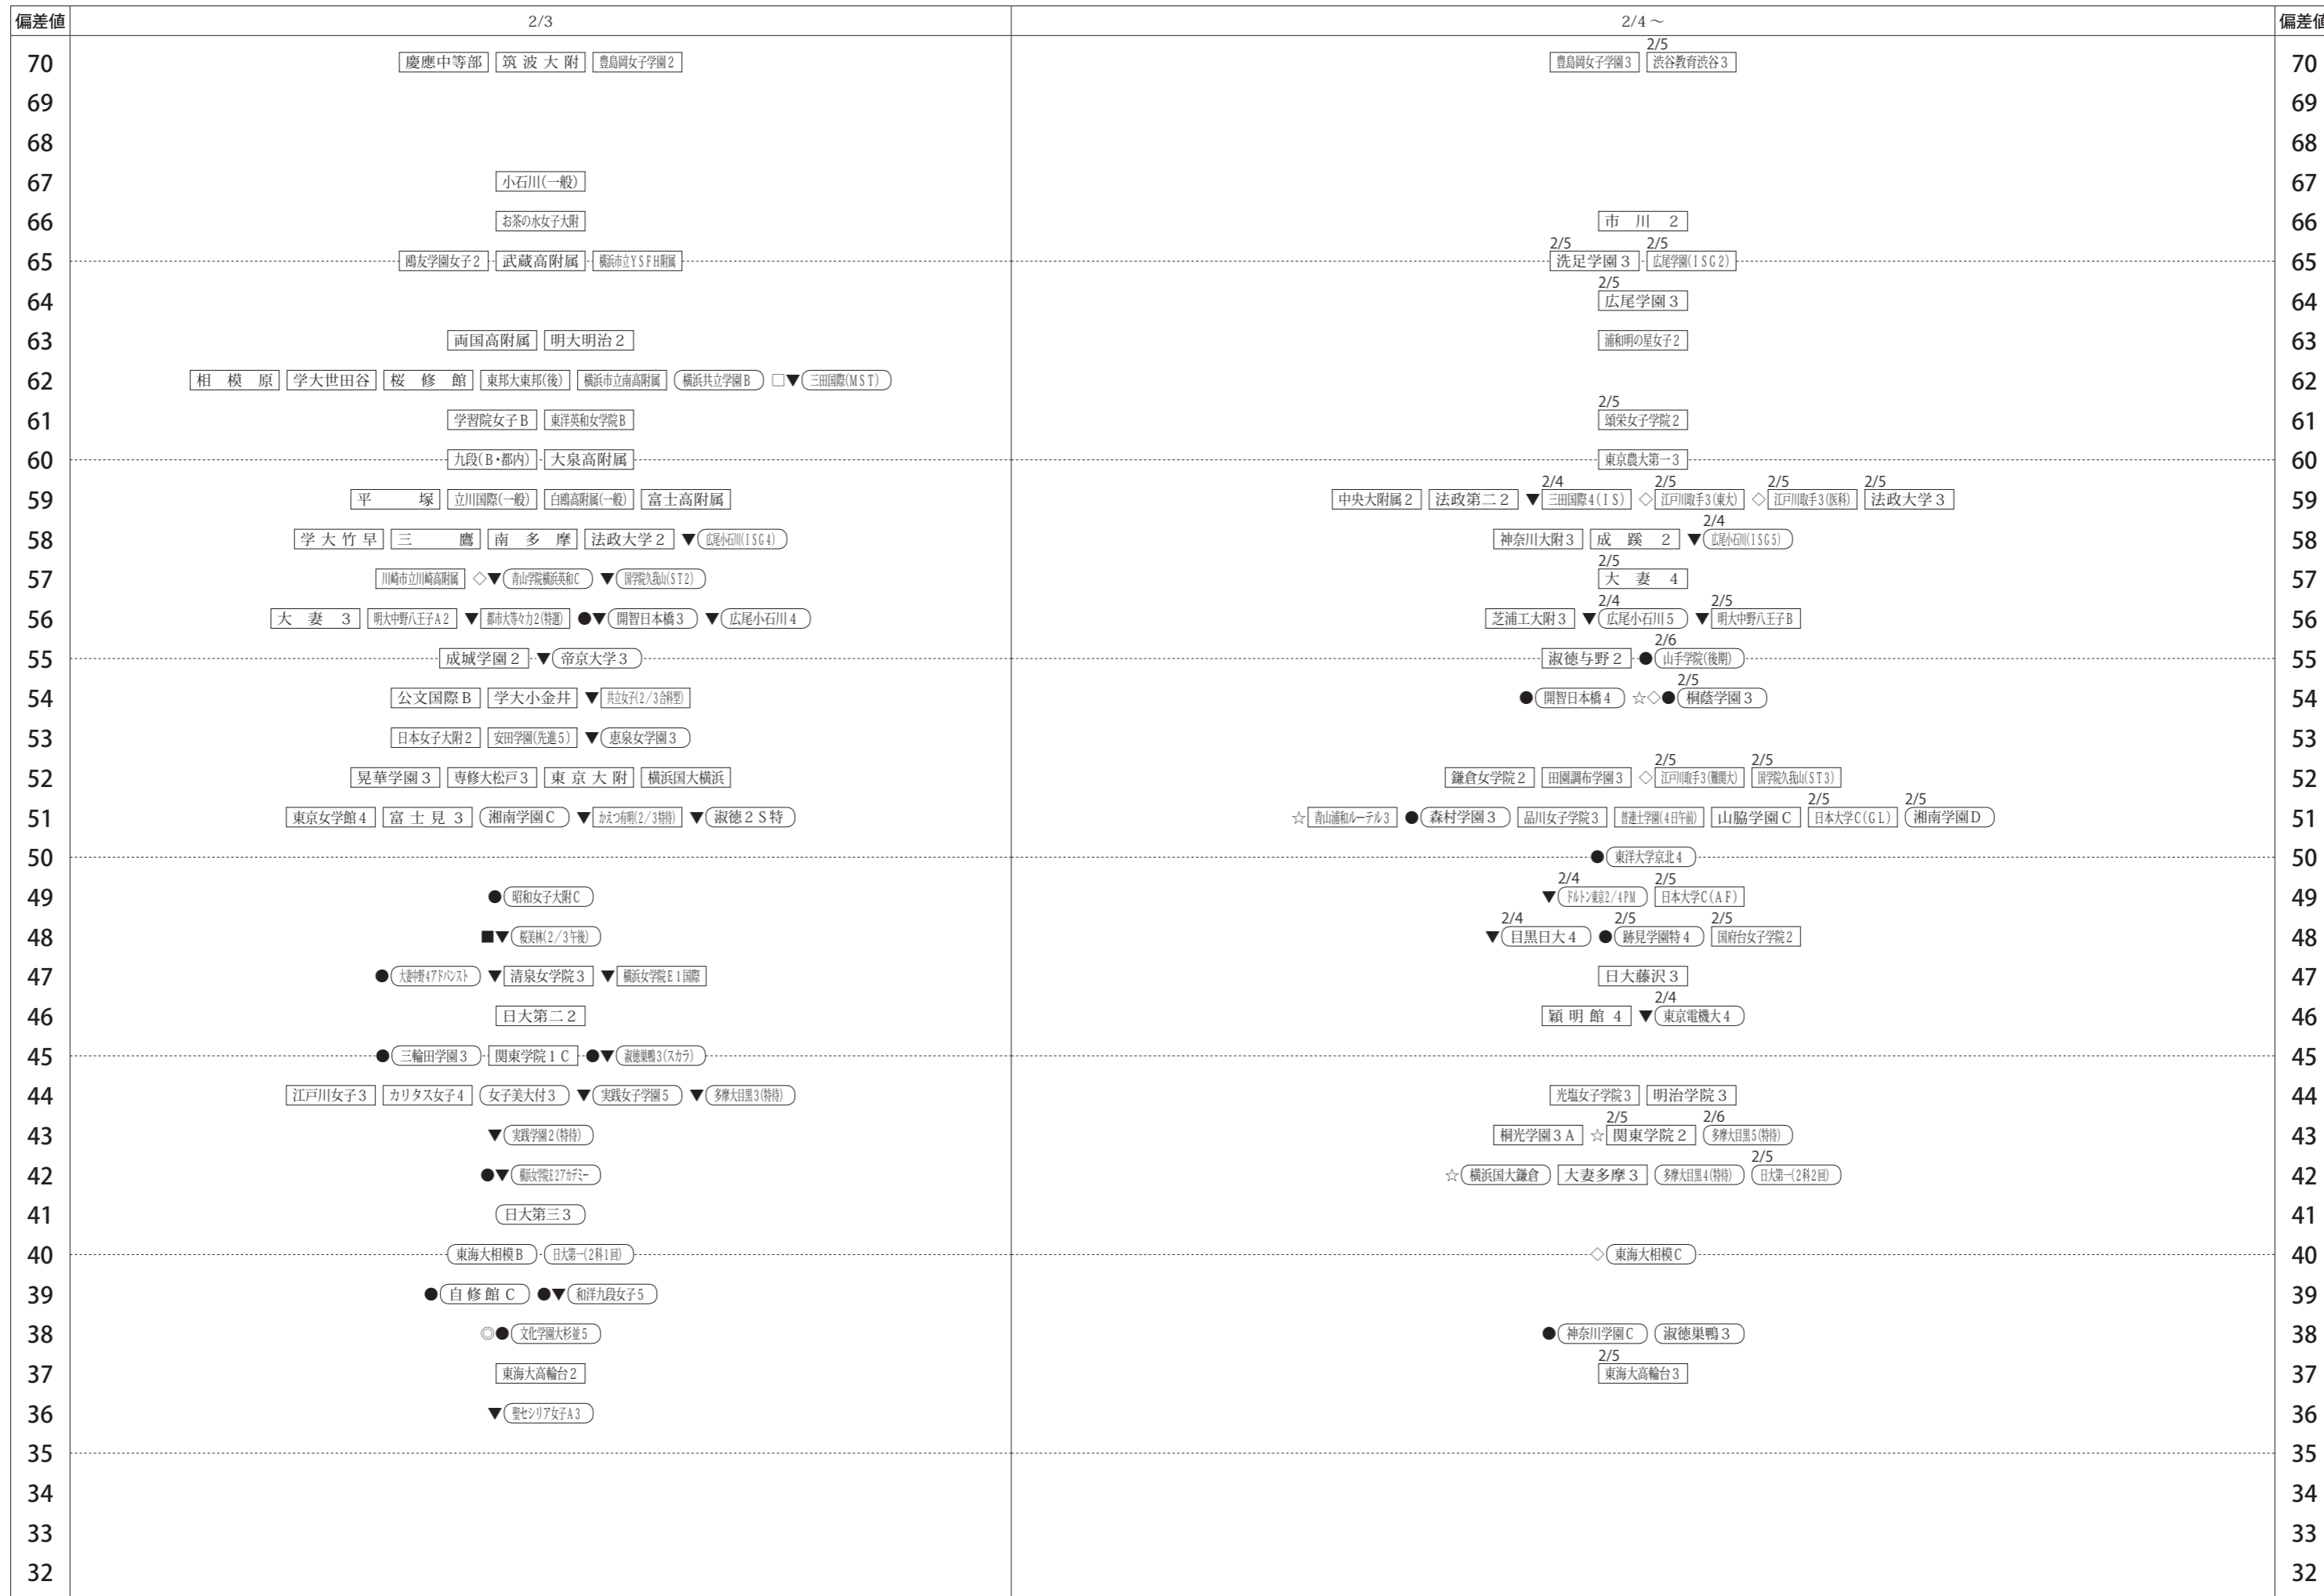 偏差値 2/3 2/4～ 偏差値
2/5
70 慶應中等部 筑波大附 豊島岡女子学園2 豊島岡女子学園3 渋谷教育渋谷3 70
69 69
68 68
67 小石川(一般) 67
66 お茶の水女子大附 市川2 66
2/5 2/5
65 鷗友学園女子2 武蔵高附属 横浜市立YSFH附属 洗足学園3 広尾学園(ISG2) 65
2/5
64 広尾学園3 64
63 両国高附属 明大明治2 浦和明の星女子2 63
62 相模原 学大世田谷 桜修館 東邦大東邦(後) 横浜市立南高附属 横浜共立学園B □▼三田国際(MST) 62
2/5
61 学習院女子B 東洋英和女学院B 頌栄女子学院2 61
60 九段(B・都内) 大泉高附属 東京農大第一3 60
2/4 2/5 2/5 2/5
59 平塚 立川国際(一般) 白鷗高附属(一般) 富士高附属 中央大附属2 法政第二2 ▼三田国際4(IS) ◇江戸川取手3(東大) ◇江戸川取手3(医科) 法政大学3 59
2/4
58 学大竹早 三鷹 南多摩 法政大学2 ▼広尾小石川(ISG4) 神奈川大附3 成蹊2 ▼広尾小石川(ISG5) 58
2/5
57 川崎市立川崎高附属 ◇▼青山学院横浜英和C ▼国学院久我山(ST2) 大妻4 57
2/4 2/5
56 大妻3 明大中野八王子A2 ▼都市大等々力2(特選) ●▼開智日本橋3 ▼広尾小石川4 芝浦工大附3 ▼広尾小石川5 ▼明大中野八王子B 56
2/6
55 成城学園2 ▼帝京大学3 淑徳与野2 ●山手学院(後期) 55
2/5
54 公文国際B 学大小金井 ▼共立女子(2/3合科型) ●開智日本橋4 ☆◇●桐蔭学園3 54
53 日本女子大附2 安田学園(先進5) ▼恵泉女学園3 53
2/5 2/5
52 晃華学園3 専修大松戸3 東京大附 横浜国大横浜 鎌倉女学院2 田園調布学園3 ◇江戸川取手3(難関大) 国学院久我山(ST3) 52
2/5 2/5
51 東京女学館4 富士見3 湘南学園C ▼かえつ有明(2/3特待) ▼淑徳2S特 ☆青山浦和ルーテル3 ●森村学園3 品川女子学院3 普連土学園(4日午前) 山脇学園C 日本大学C(GL) 湘南学園D 51
50 ●東洋大学京北4 50
2/4 2/5
49 ●昭和女子大附C ▼ドルトン東京2/4PM 日本大学C(AF) 49
2/4 2/5 2/5
48 ■▼桜美林(2/3午後) ▼目黒日大4 ●跡見学園特4 国府台女子学院2 48
47 ●大妻中野4アドバンスト ▼清泉女学院3 ▼横浜女学院E1国際 日大藤沢3 47
2/4
46 日大第二2 穎明館4 ▼東京電機大4 46
45 ●三輪田学園3 関東学院1C ●▼淑徳巣鴨3(スカラ) 45
44 江戸川女子3 カリタス女子4 女子美大付3 ▼実践女子学園5 ▼多摩大目黒3(特待) 光塩女子学院3 明治学院3 44
2/5 2/6
43 ▼実践学園2(特待) 桐光学園3A ☆関東学院2 多摩大目黒5(特待) 43
2/5
42 ●▼横浜女学院E2アカデミー ☆横浜国大鎌倉 大妻多摩3 多摩大目黒4(特待) 日大第一(2科2回) 42
41 日大第三3 41
40 東海大相模B 日大第一(2科1回) ◇東海大相模C 40
39 ●自修館C ●▼和洋九段女子5 39
38 ◎●文化学園大杉並5 ●神奈川学園C 淑徳巣鴨3 38
2/5
37 東海大高輪台2 東海大高輪台3 37
36 ▼聖セシリア女子A3 36
35 35
34 34
33 33
32 32